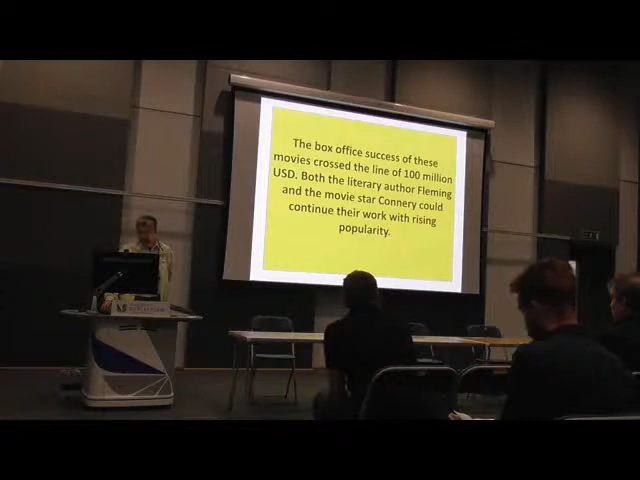 The box office success of these
movies crossed the line of 100 million
USD. Both the literary author Fleming
and the movie star Connery could
continue their work with rising
popularity.